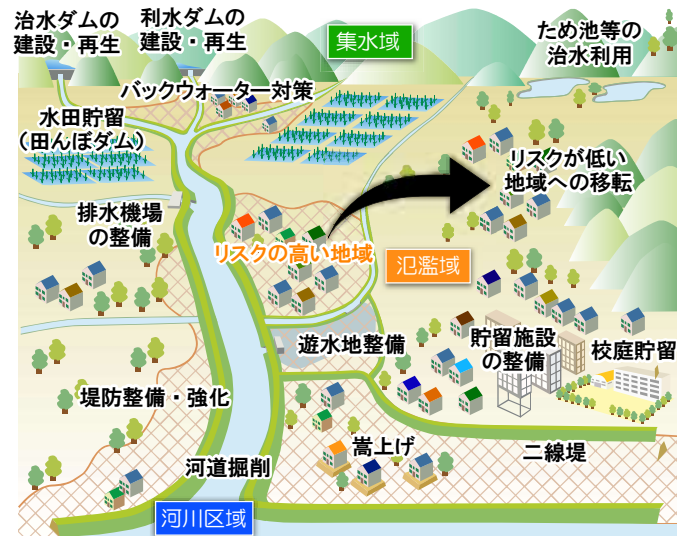 治水ダムの
建設・再生
利水ダムの
建設・再生
集水域
ため池等の
治水利用
バックウォーター対策
水田貯留
（田んぼダム）
リスクが低い
地域への移転
排水機場
の整備
リスクの高い地域
氾濫域
遊水地整備
貯留施設
の整備
校庭貯留
堤防整備・強化
嵩上げ
二線堤
河道掘削
河川区域